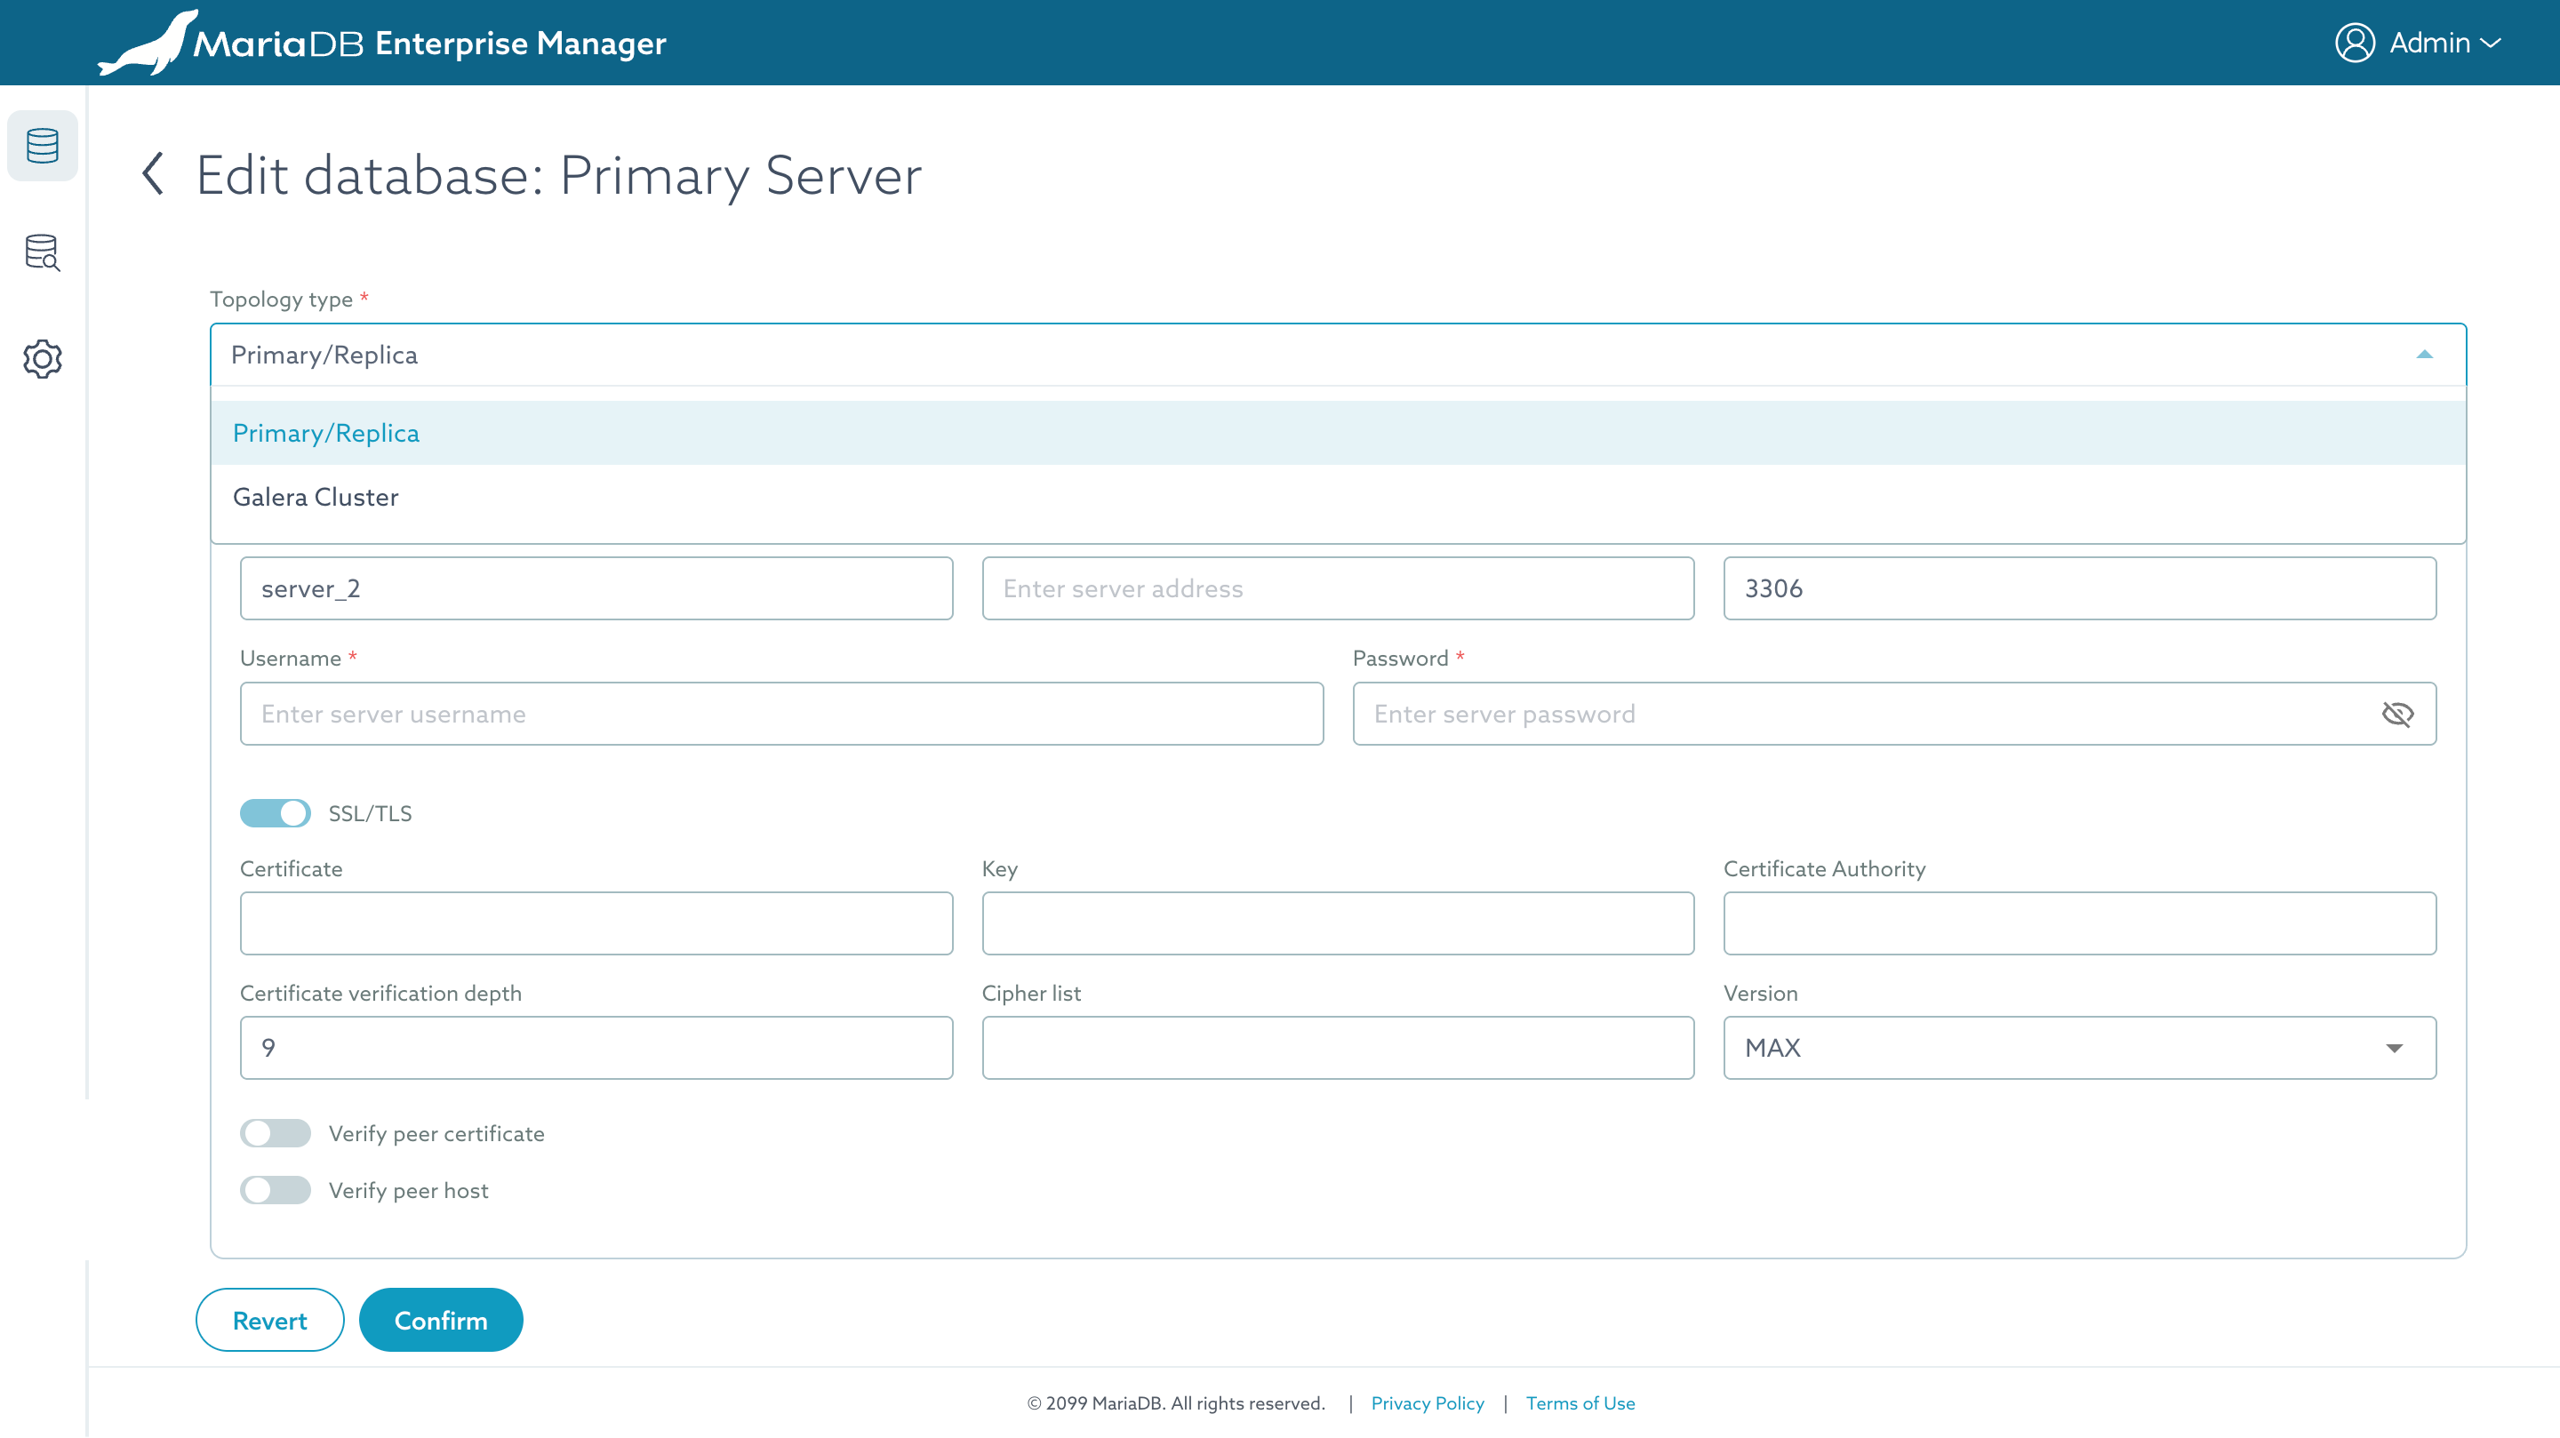 MariaDB Enterprise Manager
Admin
Edit database: Primary Server
Topology type *
Primary/Replica
Primary/Replica
Galera Cluster
server_2
Enter server address
3306
Username *
Password *
Enter server username
Enter server password
SSL/TLS
Certificate
Key
Certificate Authority
Certificate verification depth
Cipher list
Version
9
MAX
Verify peer certificate
Verify peer host
Revert
Confirm
© 2099 MariaDB. All rights reserved. | Privacy Policy | Terms of Use